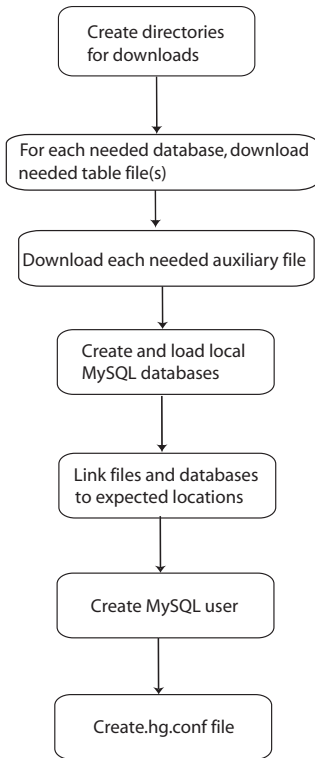 Create directories
for downloads
For each needed database, download
needed table file(s)
Download each needed auxiliary file
Create and load local
MySQL databases
Link files and databases
to expected locations
Create MySQL user
Create.hg.conf file